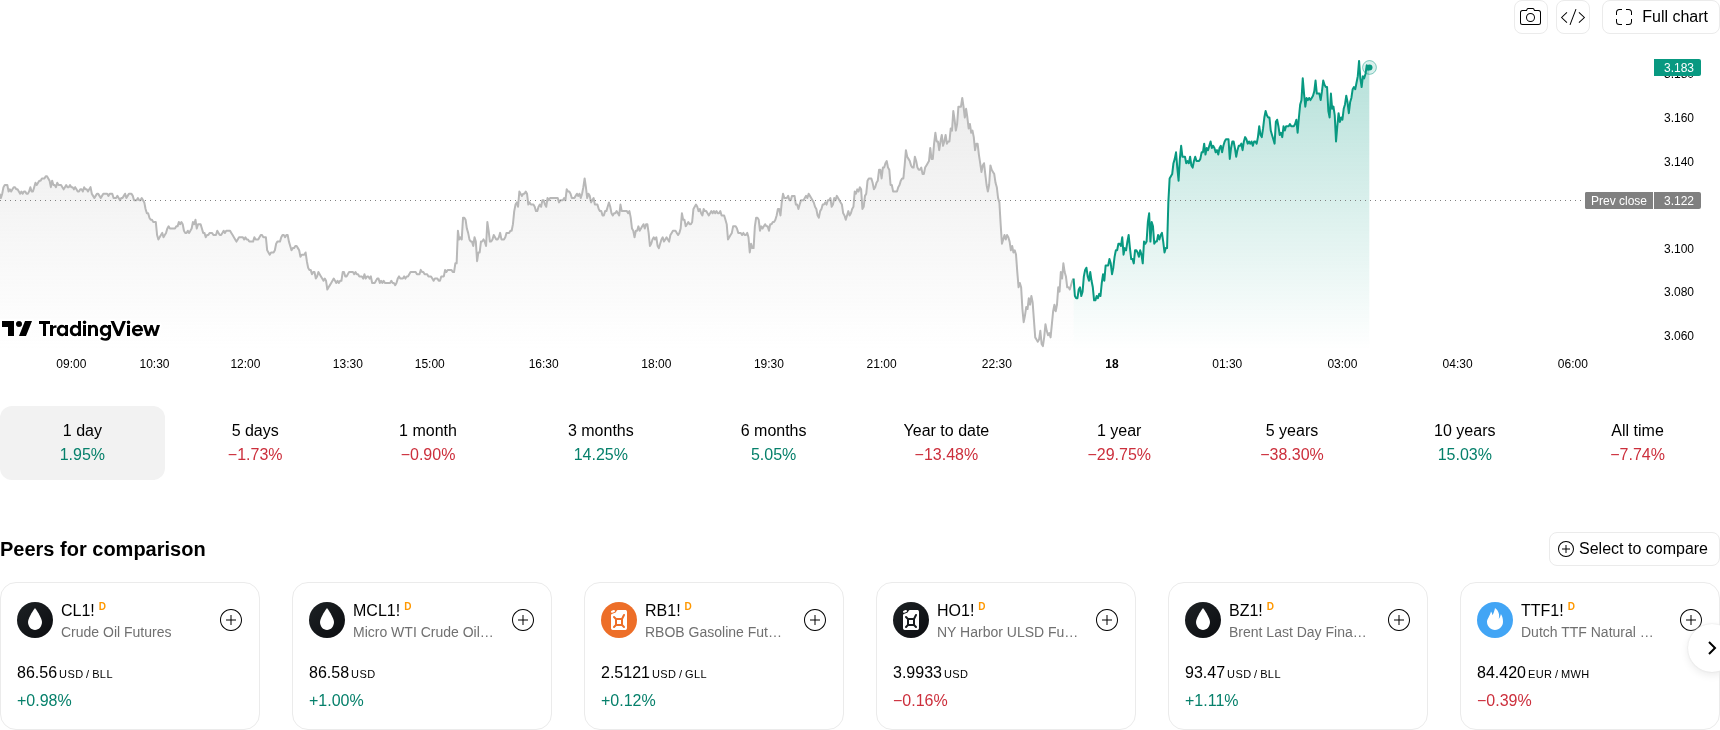 Full chart
3.183
3.160
3.140
Prev close 3.122
3.100
3.080
3.060
TradingView
09:00 10:30 12:00 13:30 15:00 16:30 18:00 19:30 21:00 22:30 18 01:30 03:00 04:30 06:00
1 day 5 days 1 month 3 months 6 months Year to date 1 year 5 years 10 years All time
1.95% −1.73% −0.90% 14.25% 5.05% −13.48% −29.75% −38.30% 15.03% −7.74%
Peers for comparison
Select to compare
CL1! D
Crude Oil Futures
86.56 USD / BLL
+0.98%
MCL1! D
Micro WTI Crude Oil…
86.58 USD
+1.00%
RB1! D
RBOB Gasoline Fut…
2.5121 USD / GLL
+0.12%
HO1! D
NY Harbor ULSD Fu…
3.9933 USD
−0.16%
BZ1! D
Brent Last Day Fina…
93.47 USD / BLL
+1.11%
TTF1! D
Dutch TTF Natural …
84.420 EUR / MWH
−0.39%